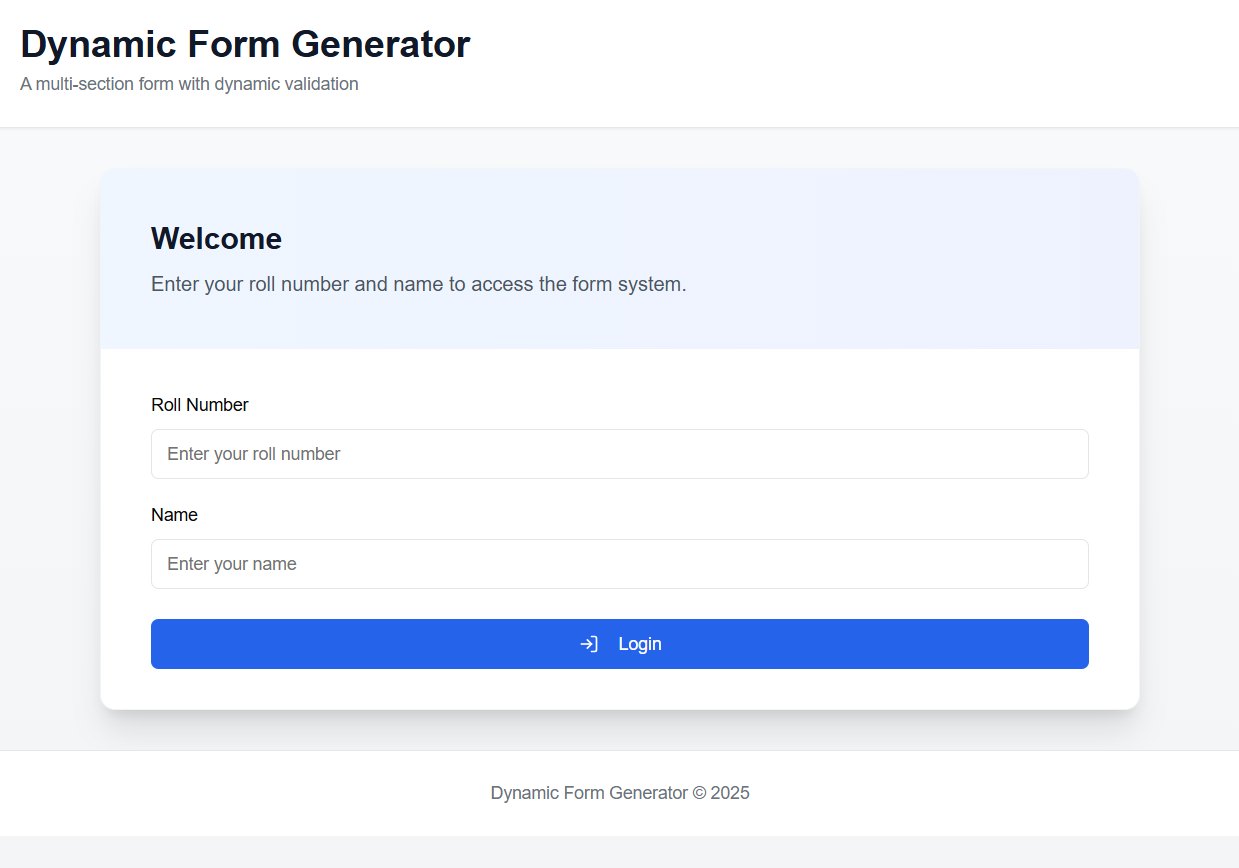 Dynamic Form Generator
A multi-section form with dynamic validation
Welcome
Enter your roll number and name to access the form system.
Roll Number
Enter your roll number
Name
Enter your name
Login
Dynamic Form Generator © 2025